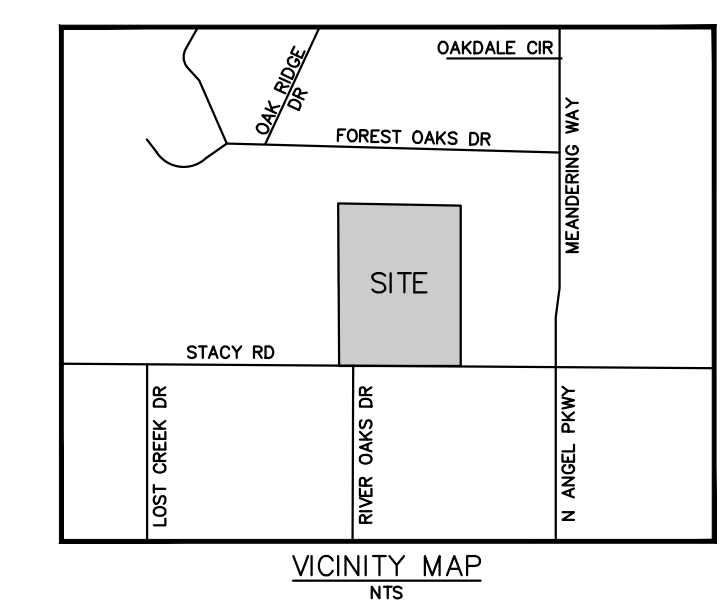 OAKDALE CIR
OAK RIDGE
DR
FOREST OAKS DR
MEANDERING WAY
SITE
STACY RD
LOST CREEK DR
RIVER OAKS DR
N ANGEL PKWY
VICINITY MAP
NTS